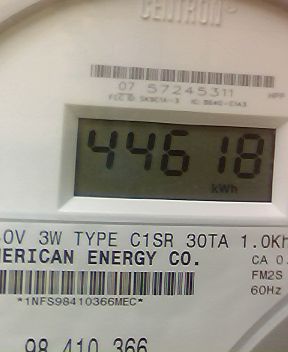 CENTRON
07 57245311
44618
kWh
0V 3W TYPE C1SR 30TA 1.0Kh
ERICAN ENERGY CO.
CA 0.
FM2S
60Hz
*1NFS98410366MEC*
98 410 366